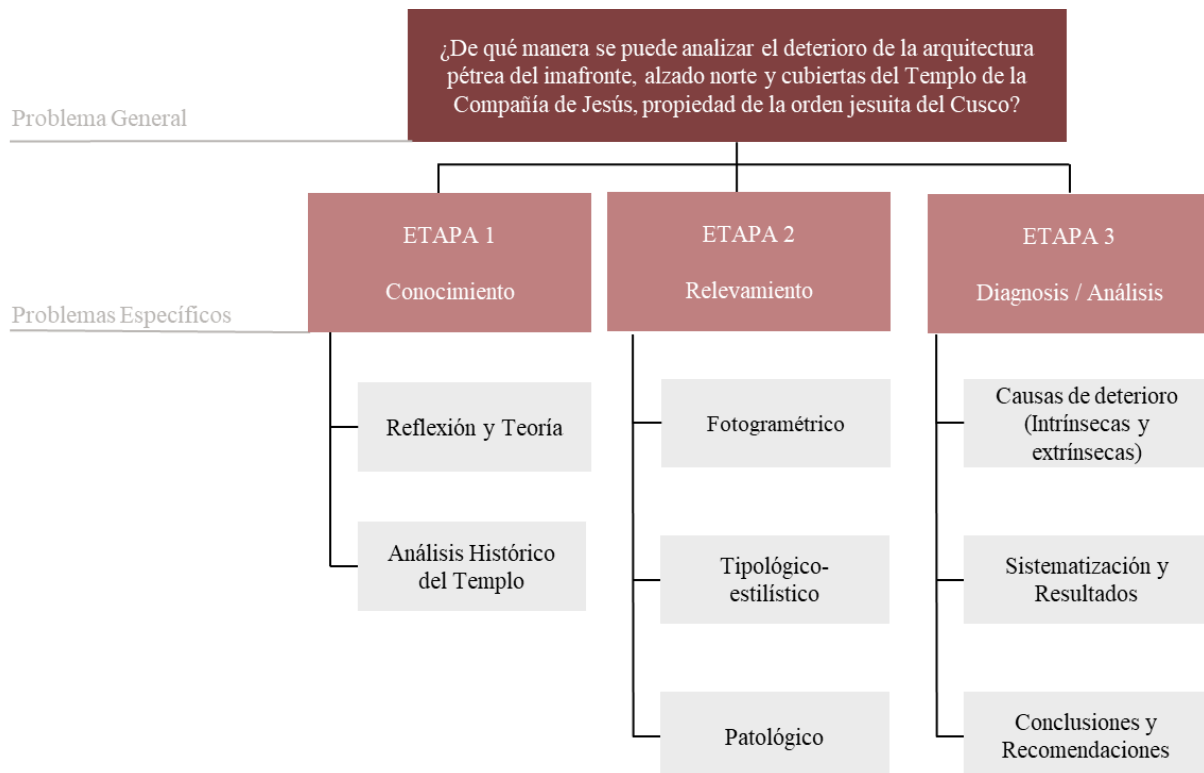 ¿De qué manera se puede analizar el deterioro de la arquitectura
pétrea del imafronte, alzado norte y cubiertas del Templo de la
Compañía de Jesús, propiedad de la orden jesuita del Cusco?
Problema General
ETAPA 1
Conocimiento
ETAPA 2
Relevamiento
ETAPA 3
Diagnosis / Análisis
Problemas Específicos
Reflexión y Teoría
Análisis Histórico
del Templo
Fotogramétrico
Tipológico-
estilístico
Patológico
Causas de deterioro
(Intrínsecas y
extrínsecas)
Sistematización y
Resultados
Conclusiones y
Recomendaciones